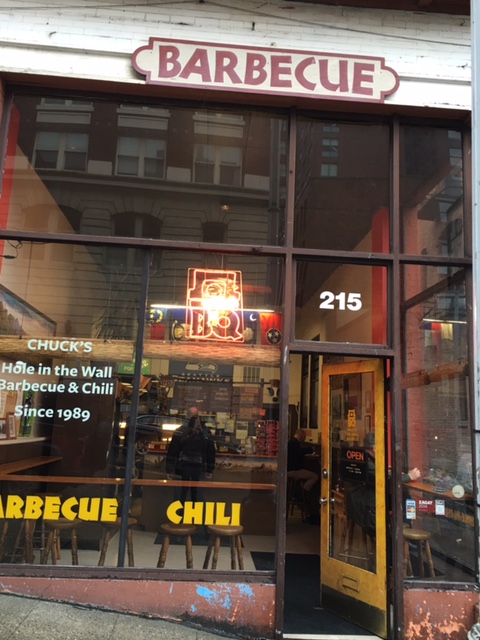 BARBECUE
215
CHUCK'S
Hole in the Wall
Barbecue & Chili
Since 1989
OPEN
ARBECUE CHILI